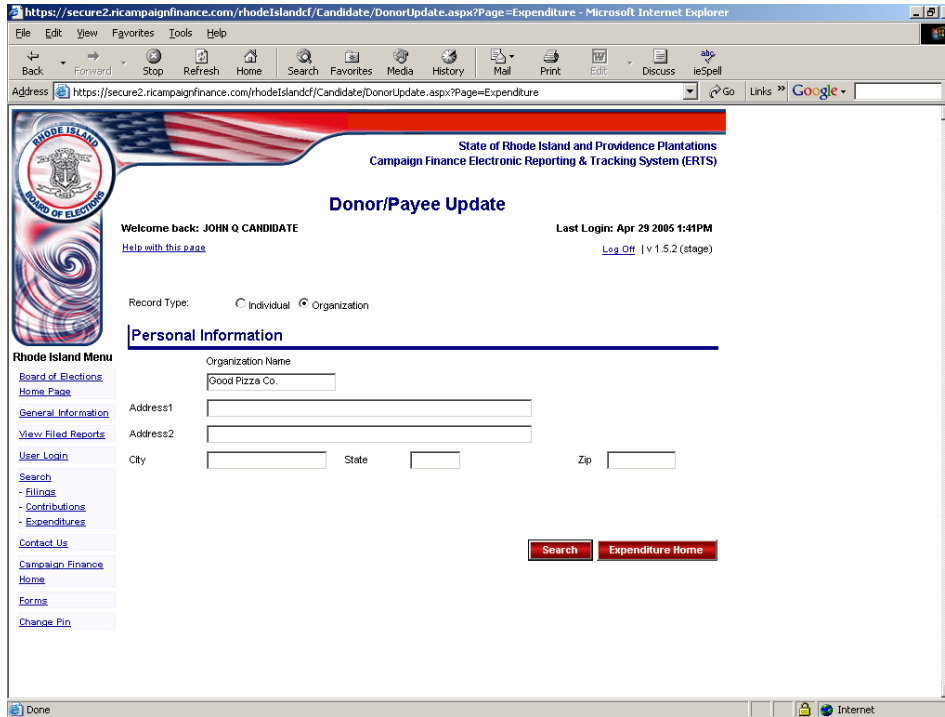 https://secure2.ricampaignfinance.com/rhodeIslandcf/Candidate/DonorUpdate.aspx?Page=Expenditure - Microsoft Internet Explorer
File Edit View Favorites Tools Help
Back Forward Stop Refresh Home Search Favorites Media History Mail Print Edit Discuss ieSpell
Address https://secure2.ricampaignfinance.com/rhodeIslandcf/Candidate/DonorUpdate.aspx?Page=Expenditure Go Links » Google
RHODE ISLAND
BOARD OF ELECTIONS
State of Rhode Island and Providence Plantations
Campaign Finance Electronic Reporting & Tracking System (ERTS)
Donor/Payee Update
Welcome back: JOHN Q CANDIDATE Last Login: Apr 29 2005 1:41PM
Help with this page Log Off | v 1.5.2 (stage)
Record Type: Individual Organization
Personal Information
Organization Name
Good Pizza Co.
Address1
Address2
City State Zip
Search Expenditure Home
Rhode Island Menu
Board of Elections
Home Page
General Information
View Filed Reports
User Login
Search
- Filings
- Contributions
- Expenditures
Contact Us
Campaign Finance
Home
Forms
Change Pin
Done Internet